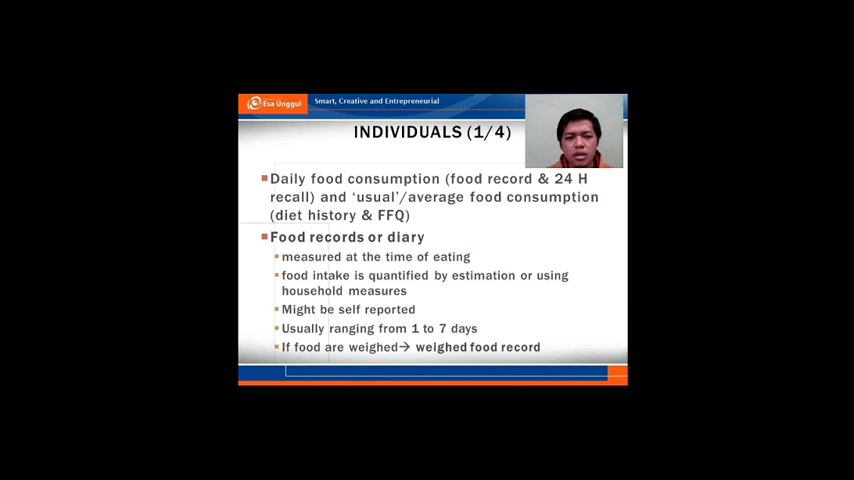 Esa Unggul
Smart, Creative and Entrepreneurial
INDIVIDUALS (1/4)
Daily food consumption (food record & 24 H
recall) and ‘usual’/average food consumption
(diet history & FFQ)
Food records or diary
measured at the time of eating
food intake is quantified by estimation or using
household measures
Might be self reported
Usually ranging from 1 to 7 days
If food are weighed→ weighed food record